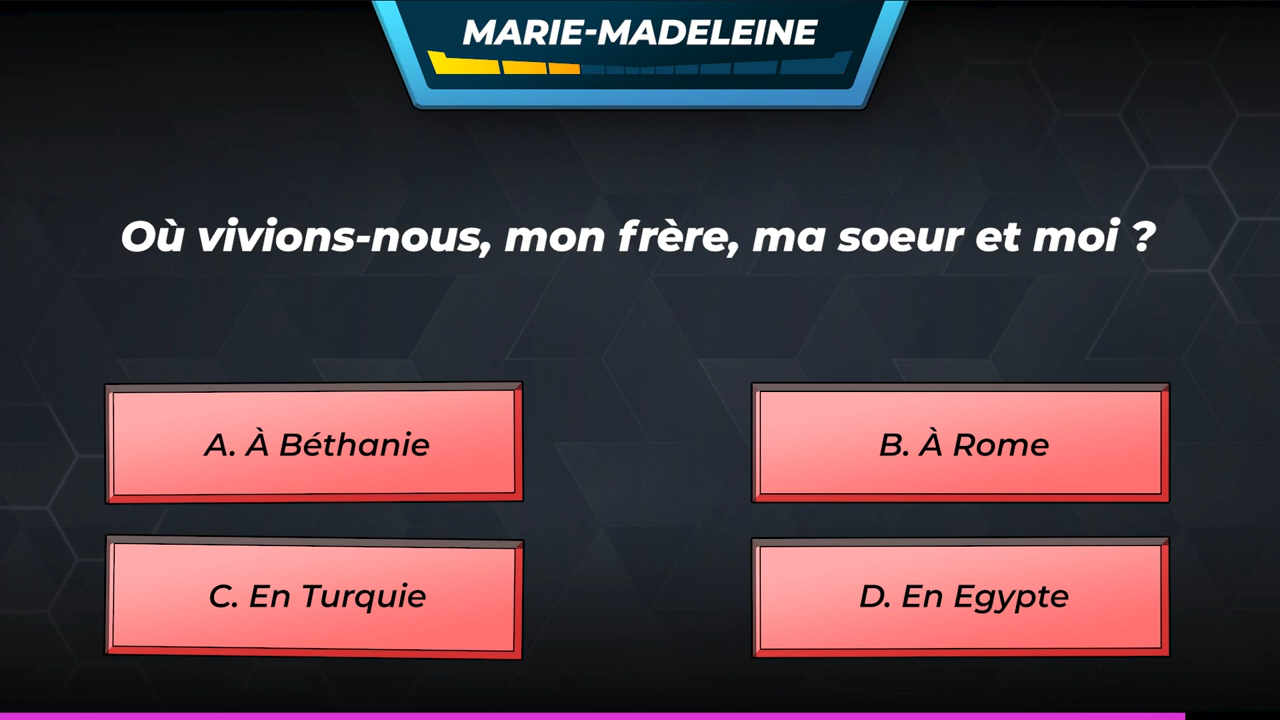 MARIE-MADELEINE
Où vivions-nous, mon frère, ma soeur et moi ?
A. À Béthanie
B. À Rome
C. En Turquie
D. En Egypte